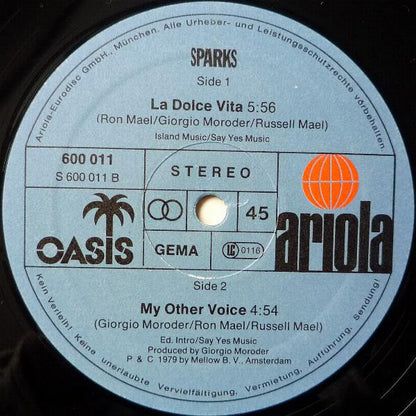 Ariola-Eurodisc GmbH., München. Alle Urheber- und Leistungsschutzrechte vorbehalten.
SPARKS
Side 1
La Dolce Vita 5:56
(Ron Mael/Giorgio Moroder/Russell Mael)
Island Music/Say Yes Music
600 011
S 600 011 B
STEREO
45
GEMA
LC 0116
OASIS
ariola
Side 2
My Other Voice 4:54
(Giorgio Moroder/Ron Mael/Russell Mael)
Ed. Intro/Say Yes Music
Produced by Giorgio Moroder
P & C 1979 by Mellow B. V., Amsterdam
Kein Verleih! Keine unerlaubte Vervielfältigung, Vermietung, Aufführung, Sendung!